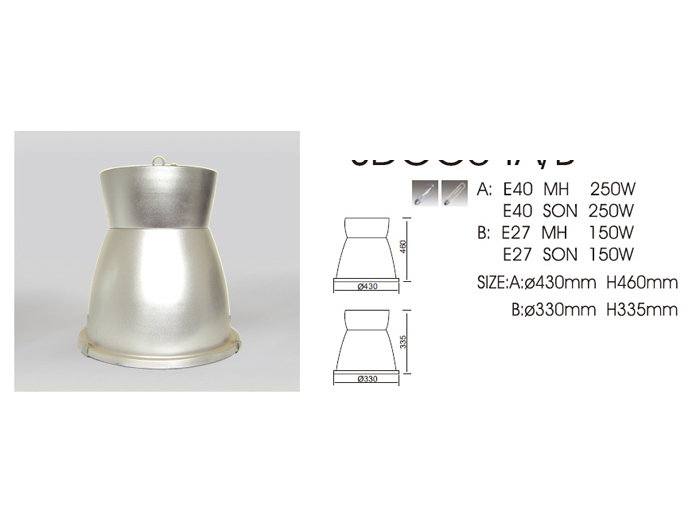 A: E40 MH 250W
E40 SON 250W
B: E27 MH 150W
E27 SON 150W
SIZE:A:ø430mm H460mm
B:ø330mm H335mm
460
Ø430
335
Ø330